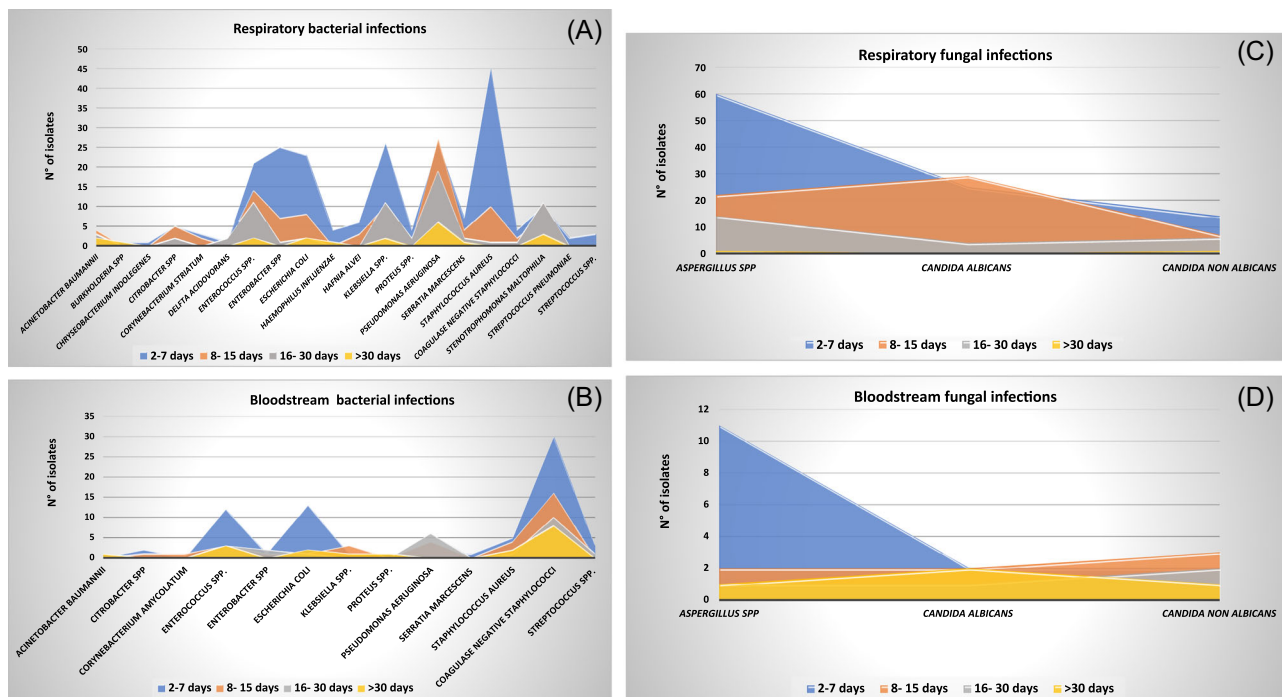 Respiratory bacterial infections
(A)
N° of isolates
50
45
40
35
30
25
20
15
10
5
0
ACINETOBACTER BAUMANNII
BURKHOLDERIA SPP
CHRYSEOBACTERIUM INDOLEGENES
CITROBACTER SPP
CORYNEBACTERIUM STRIATUM
DELFTA ACIDOVORANS
ENTEROCOCCUS SPP.
ENTEROBACTER SPP
ESCHERICHIA COLI
HAEMOPHILUS INFLUENZAE
HAFNIA ALVEI
KLEBSIELLA SPP.
PROTEUS SPP.
PSEUDOMONAS AERUGINOSA
SERRATIA MARCESCENS
STAPHYLOCOCCUS AUREUS
COAGULASE NEGATIVE STAPHYLOCOCCI
STENOTROPHOMONAS MALTOPHILIA
STREPTOCOCCUS PNEUMONIAE
STREPTOCOCCUS SPP.
2-7 days 8- 15 days 16- 30 days >30 days
Bloodstream bacterial infections
(B)
N° of isolates
35
30
25
20
15
10
5
0
ACINETOBACTER BAUMANNII
CITROBACTER SPP
CORYNEBACTERIUM AMYCOLATUM
ENTEROCOCCUS SPP.
ENTEROBACTER SPP
ESCHERICHIA COLI
KLEBSIELLA SPP.
PROTEUS SPP.
PSEUDOMONAS AERUGINOSA
SERRATIA MARCESCENS
STAPHYLOCOCCUS AUREUS
COAGULASE NEGATIVE STAPHYLOCOCCI
STREPTOCOCCUS SPP.
2-7 days 8- 15 days 16- 30 days >30 days
Respiratory fungal infections
(C)
N° of isolates
70
60
50
40
30
20
10
0
ASPERGILLUS SPP
CANDIDA ALBICANS
CANDIDA NON ALBICANS
2-7 days 8- 15 days 16- 30 days >30 days
Bloodstream fungal infections
(D)
N° of isolates
12
10
8
6
4
2
0
ASPERGILLUS SPP
CANDIDA ALBICANS
CANDIDA NON ALBICANS
2-7 days 8- 15 days 16- 30 days >30 days